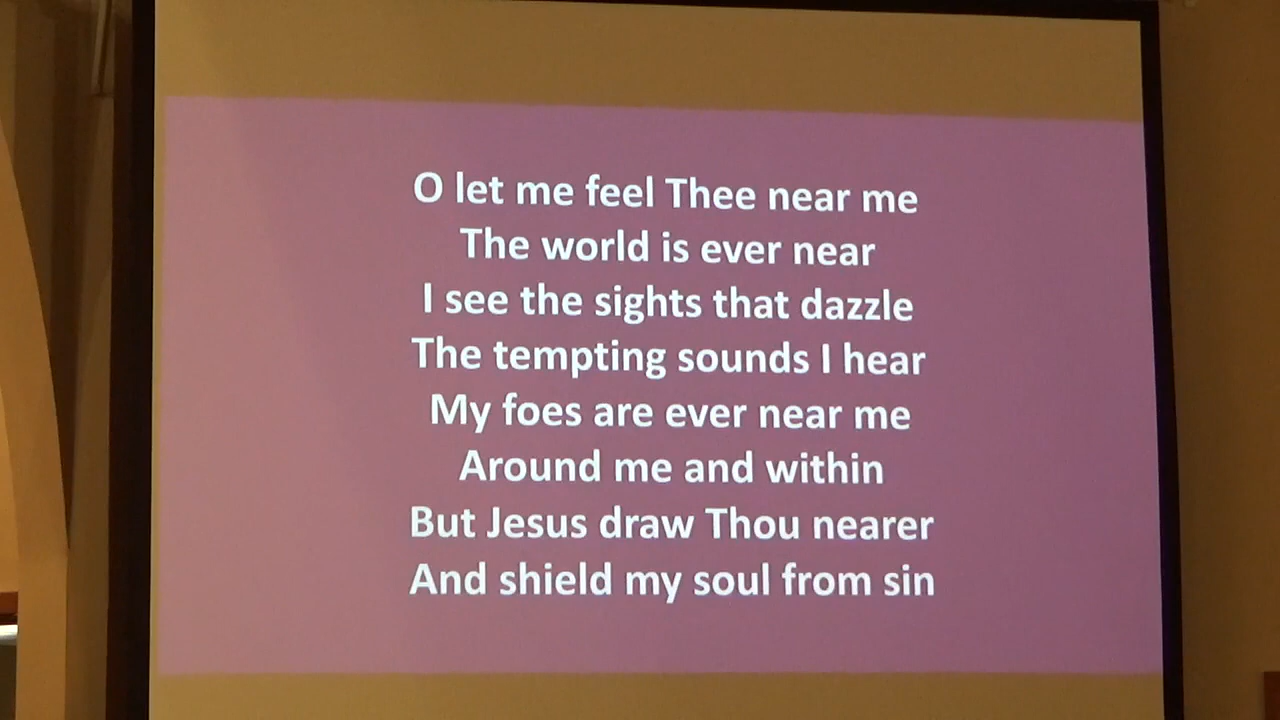 O let me feel Thee near me
The world is ever near
I see the sights that dazzle
The tempting sounds I hear
My foes are ever near me
Around me and within
But Jesus draw Thou nearer
And shield my soul from sin